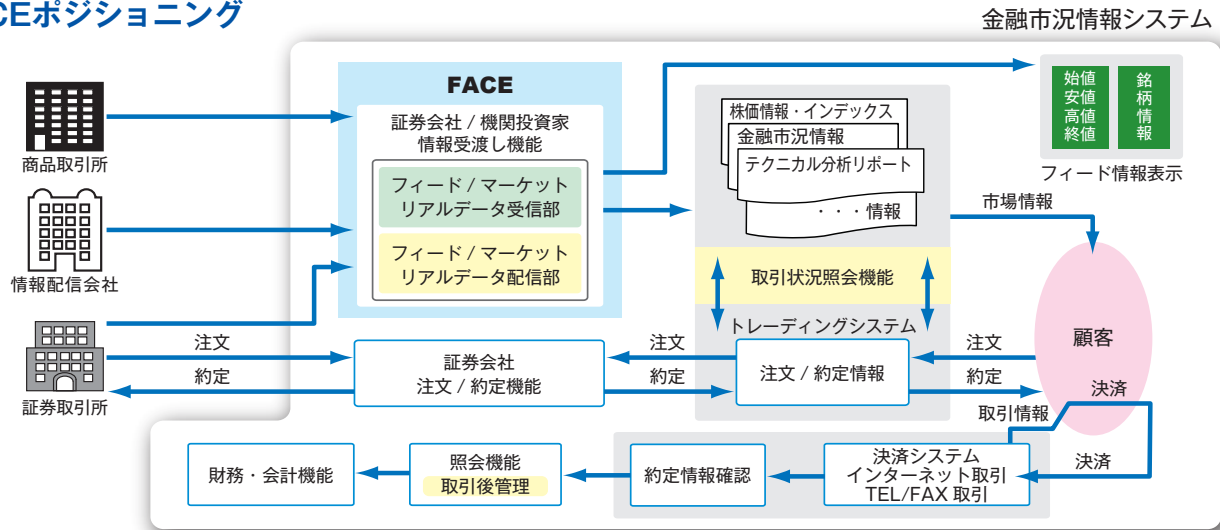 CEポジショニング
金融市況情報システム
商品取引所
情報配信会社
証券取引所
FACE
証券会社 / 機関投資家
情報受渡し機能
フィード / マーケット
リアルデータ受信部
フィード / マーケット
リアルデータ配信部
株価情報・インデックス
金融市況情報
テクニカル分析リポート
・・・情報
始値
安値
高値
終値
銘柄情報
フィード情報表示
市場情報
取引状況照会機能
トレーディングシステム
注文
約定
証券会社
注文 / 約定機能
注文
約定
注文 / 約定情報
注文
約定
顧客
決済
取引情報
決済
財務・会計機能
照会機能
取引後管理
約定情報確認
決済システム
インターネット取引
TEL/FAX 取引